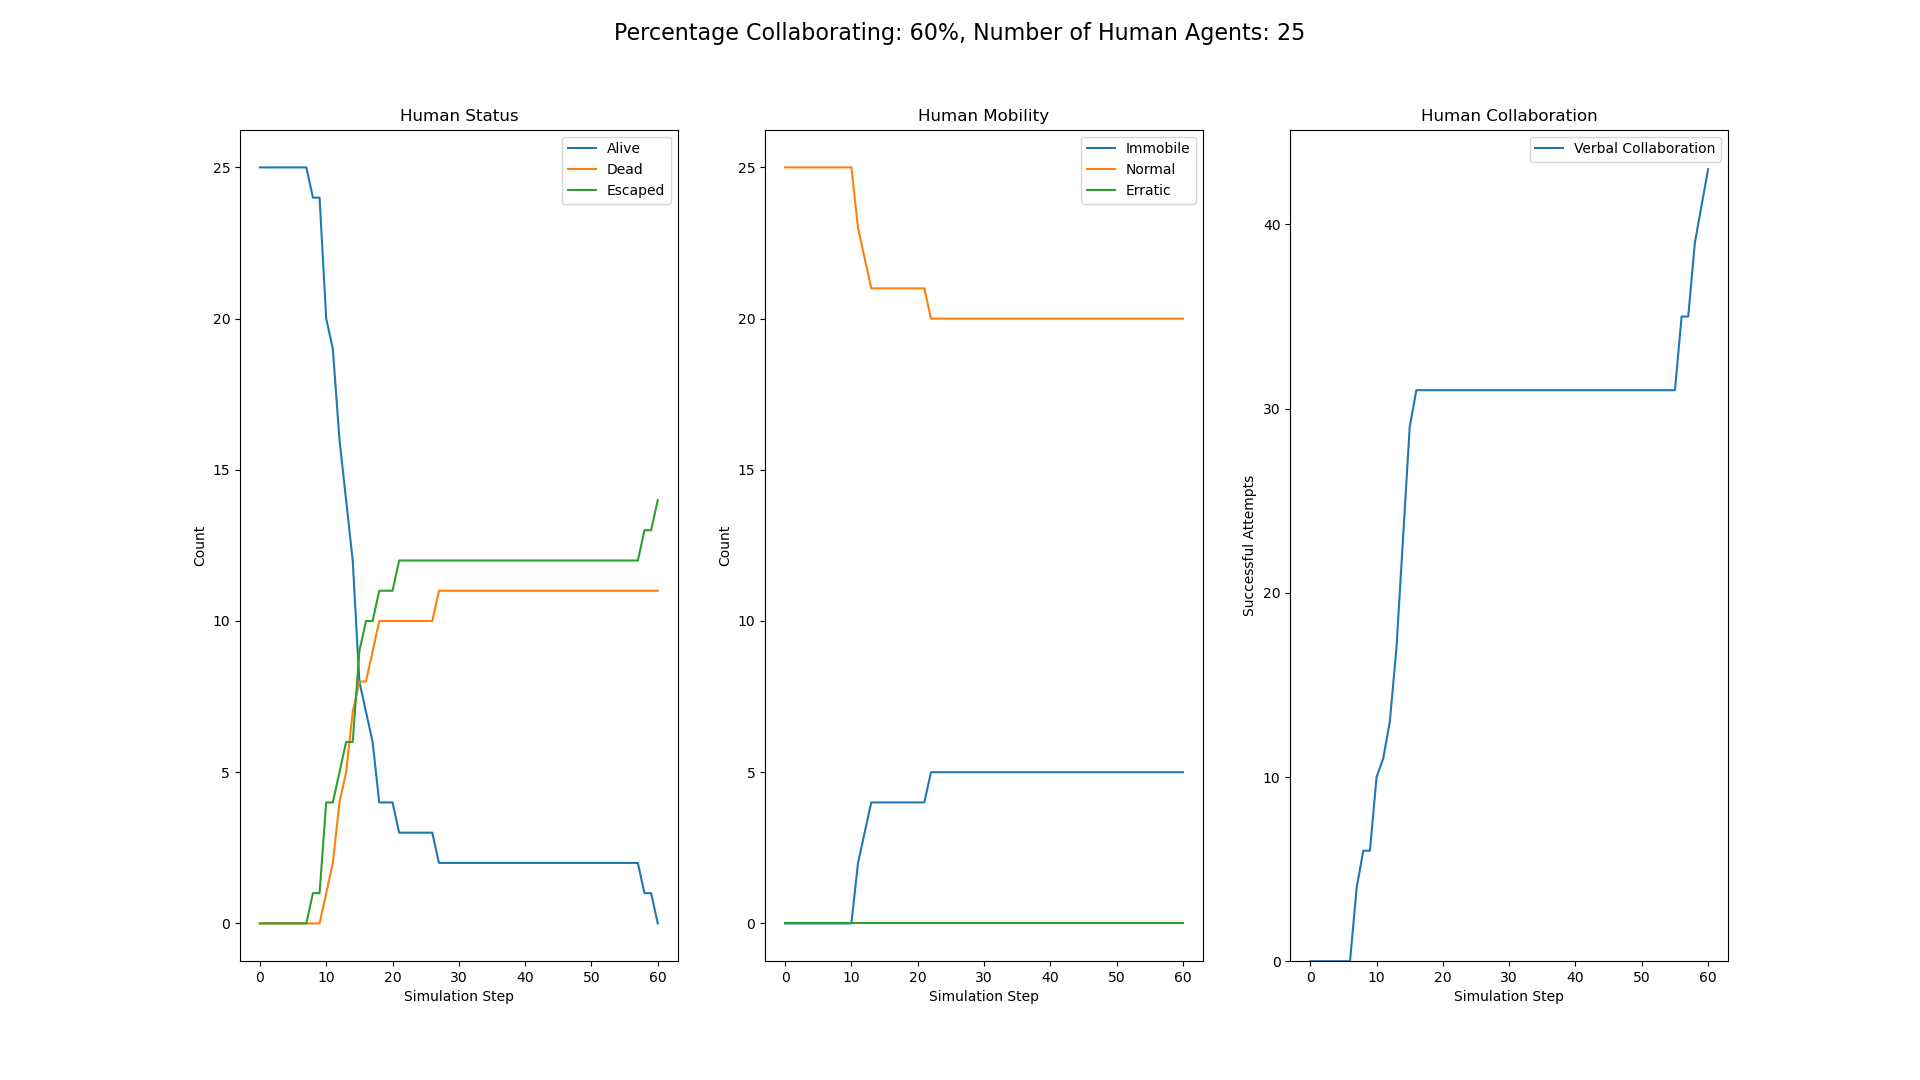 Percentage Collaborating: 60%, Number of Human Agents: 25
Human Status
Alive
Dead
Escaped
25
20
15
10
5
0
Count
0 10 20 30 40 50 60
Simulation Step
Human Mobility
Immobile
Normal
Erratic
25
20
15
10
5
0
Count
0 10 20 30 40 50 60
Simulation Step
Human Collaboration
Verbal Collaboration
40
30
20
10
0
Successful Attempts
0 10 20 30 40 50 60
Simulation Step